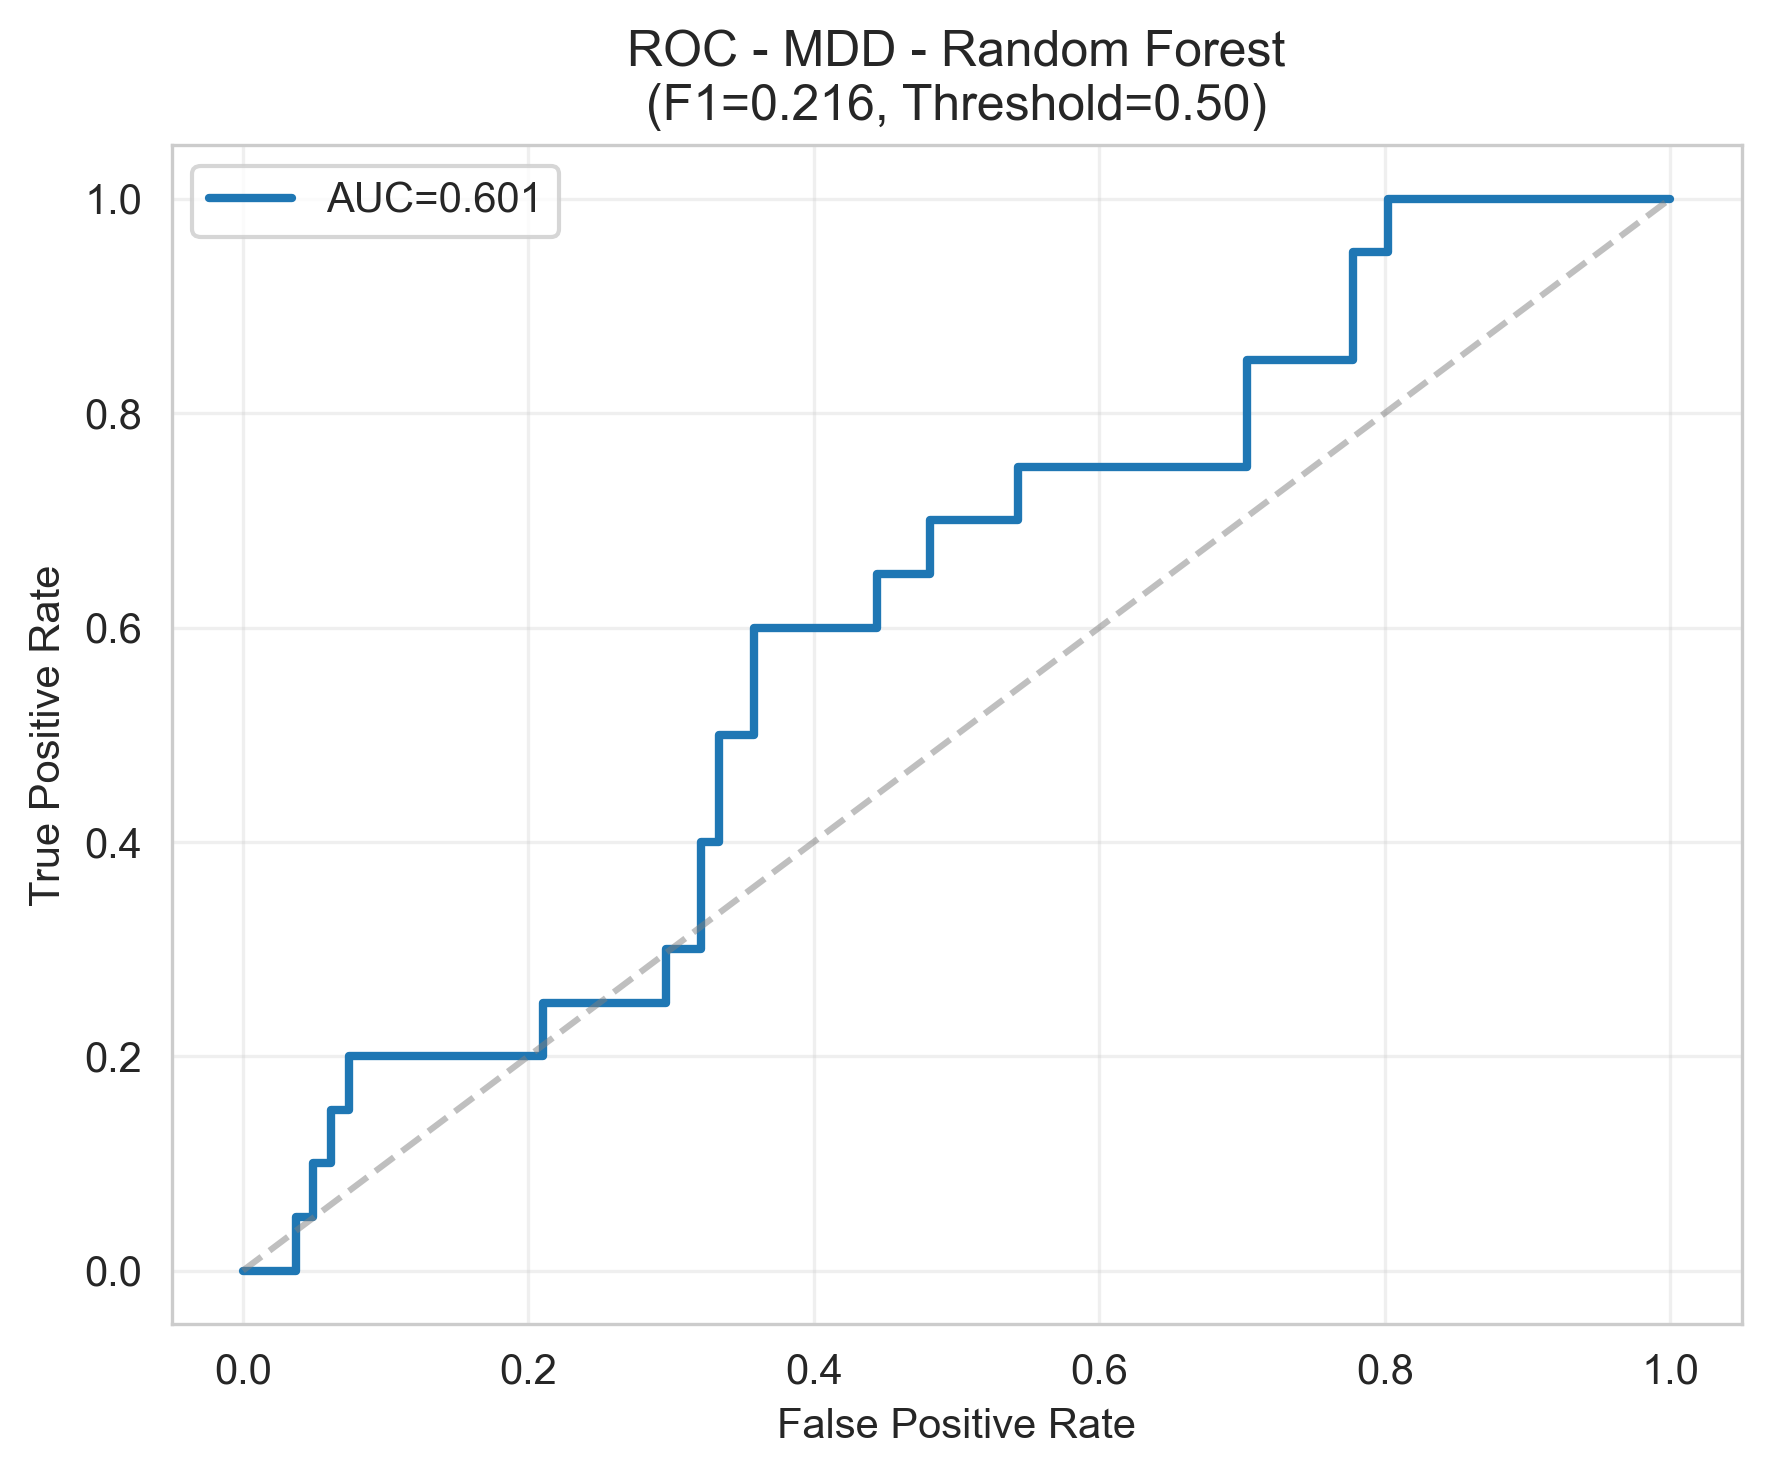 ROC - MDD - Random Forest
(F1=0.216, Threshold=0.50)
AUC=0.601
True Positive Rate
1.0
0.8
0.6
0.4
0.2
0.0
0.0 0.2 0.4 0.6 0.8 1.0
False Positive Rate